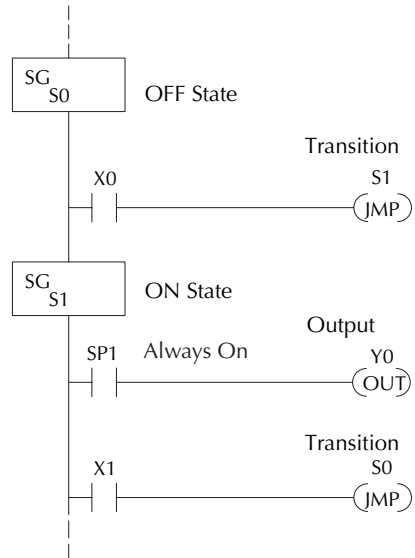 SG
S0
OFF State
Transition
X0
S1
JMP
SG
S1
ON State
Output
SP1
Always On
Y0
OUT
Transition
X1
S0
JMP